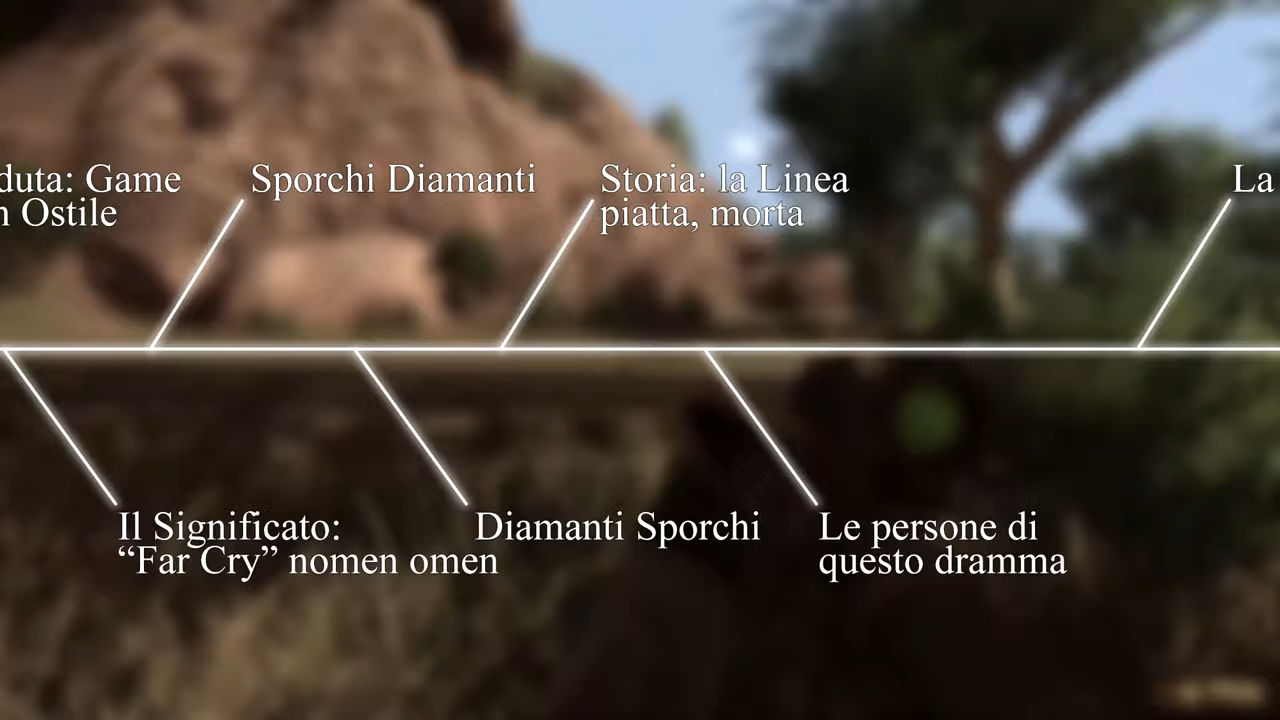 duta: Game
n Ostile
Sporchi Diamanti
Storia: la Linea
piatta, morta
La
Il Significato:
“Far Cry” nomen omen
Diamanti Sporchi
Le persone di
questo dramma